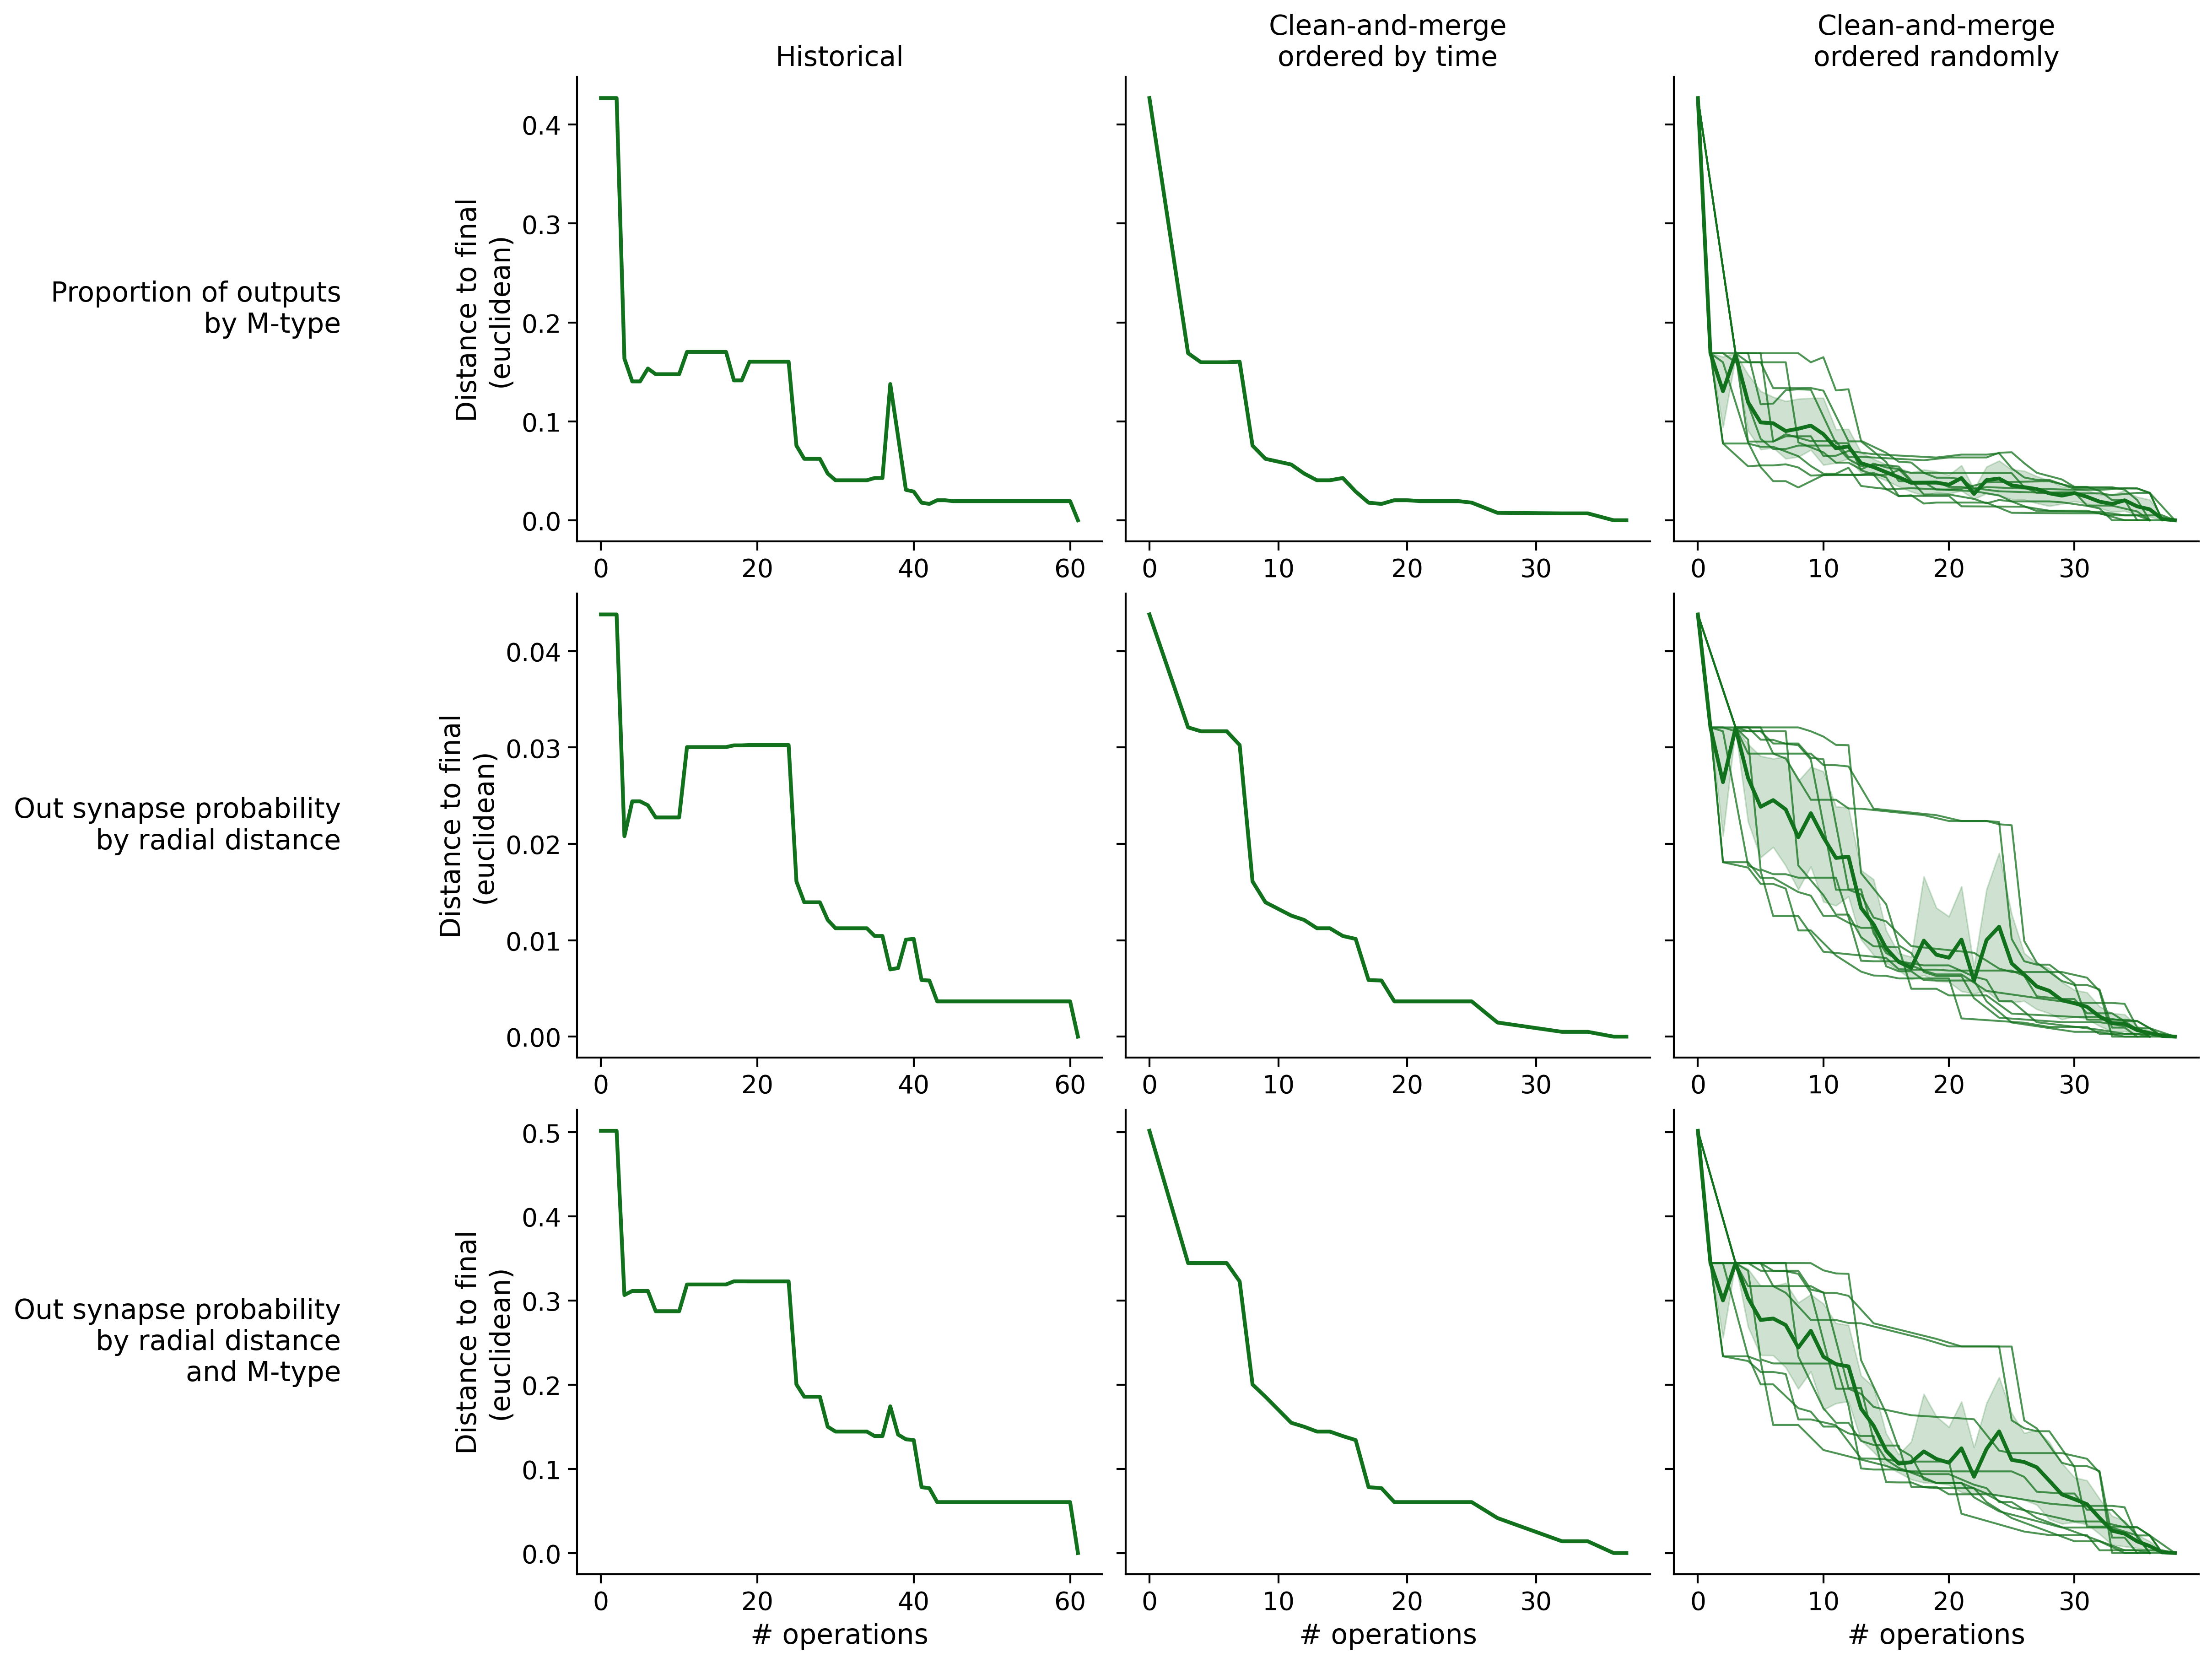 Historical
Clean-and-merge
ordered by time
Clean-and-merge
ordered randomly
Proportion of outputs
by M-type
Distance to final
(euclidean)
0.4
0.3
0.2
0.1
0.0
0 20 40 60
0 10 20 30
0 10 20 30
Out synapse probability
by radial distance
Distance to final
(euclidean)
0.04
0.03
0.02
0.01
0.00
0 20 40 60
0 10 20 30
0 10 20 30
Out synapse probability
by radial distance
and M-type
Distance to final
(euclidean)
0.5
0.4
0.3
0.2
0.1
0.0
0 20 40 60
0 10 20 30
0 10 20 30
# operations
# operations
# operations